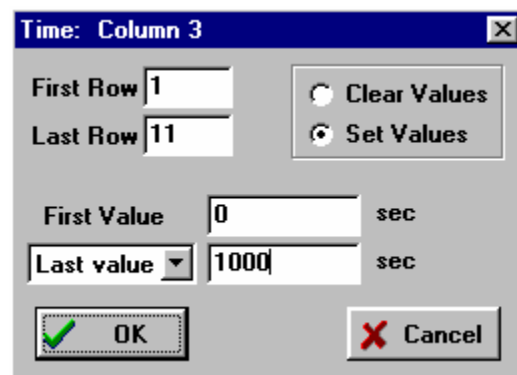 Time: Column 3
First Row 1
Last Row 11
Clear Values
Set Values
First Value 0 sec
Last value 1000 sec
OK
Cancel